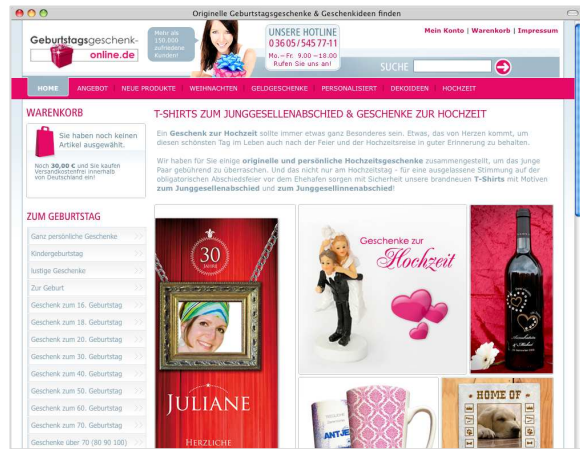 Originelle Geburtstagsgeschenke & Geschenkideen finden
Geburtstagsgeschenk-
online.de
Mehr als
150.000
zufriedene
Kunden!
UNSERE HOTLINE
0 36 05 / 545 77-11
Mo.–Fr. 9.00 –18.00
Rufen Sie uns an!
Mein Konto | Warenkorb | Impressum
SUCHE
HOME ANGEBOT NEUE PRODUKTE WEIHNACHTEN GELDGESCHENKE PERSONALISIERT DEKOIDEEN HOCHZEIT
WARENKORB
Sie haben noch keinen
Artikel ausgewählt.
Noch 30,00 € und Sie kaufen
Versandkostenfrei innerhalb
von Deutschland ein!
ZUM GEBURTSTAG
Ganz persönliche Geschenke
Kindergeburtstag
lustige Geschenke
Zur Geburt
Geschenk zum 16. Geburtstag
Geschenk zum 18. Geburtstag
Geschenk zum 20. Geburtstag
Geschenk zum 30. Geburtstag
Geschenk zum 40. Geburtstag
Geschenk zum 50. Geburtstag
Geschenk zum 60. Geburtstag
Geschenk zum 70. Geburtstag
Geschenke über 70 (80 90 100)
T-SHIRTS ZUM JUNGGESELLENABSCHIED & GESCHENKE ZUR HOCHZEIT
Ein Geschenk zur Hochzeit sollte immer etwas ganz Besonderes sein. Etwas, das von Herzen kommt, um
diesen schönsten Tag im Leben auch nach der Feier und der Hochzeitsreise in guter Erinnerung zu behalten.
Wir haben für Sie einige originelle und persönliche Hochzeitsgeschenke zusammengestellt, um das junge
Paar gebührend zu überraschen. Und das nicht nur am Hochzeitstag - für eine ausgelassene Stimmung auf der
obligatorischen Abschiedsfeier vor dem Ehehafen sorgen mit Sicherheit unsere brandneuen T-Shirts mit Motiven
zum Junggesellenabschied und zum Junggesellinnenabschied!
30
JAHRE
JULIANE
HERZLICHE
Geschenke zur
Hochzeit
ANTJE
HOME OF